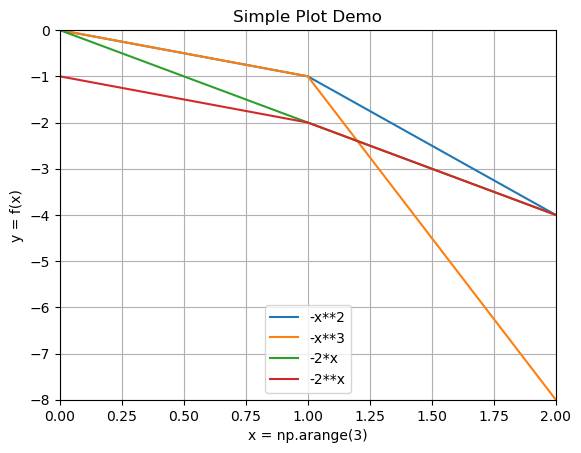 Simple Plot Demo
y = f(x)
0
−1
−2
−3
−4
−5
−6
−7
−8
-x**2
-x**3
-2*x
-2**x
0.00 0.25 0.50 0.75 1.00 1.25 1.50 1.75 2.00
x = np.arange(3)